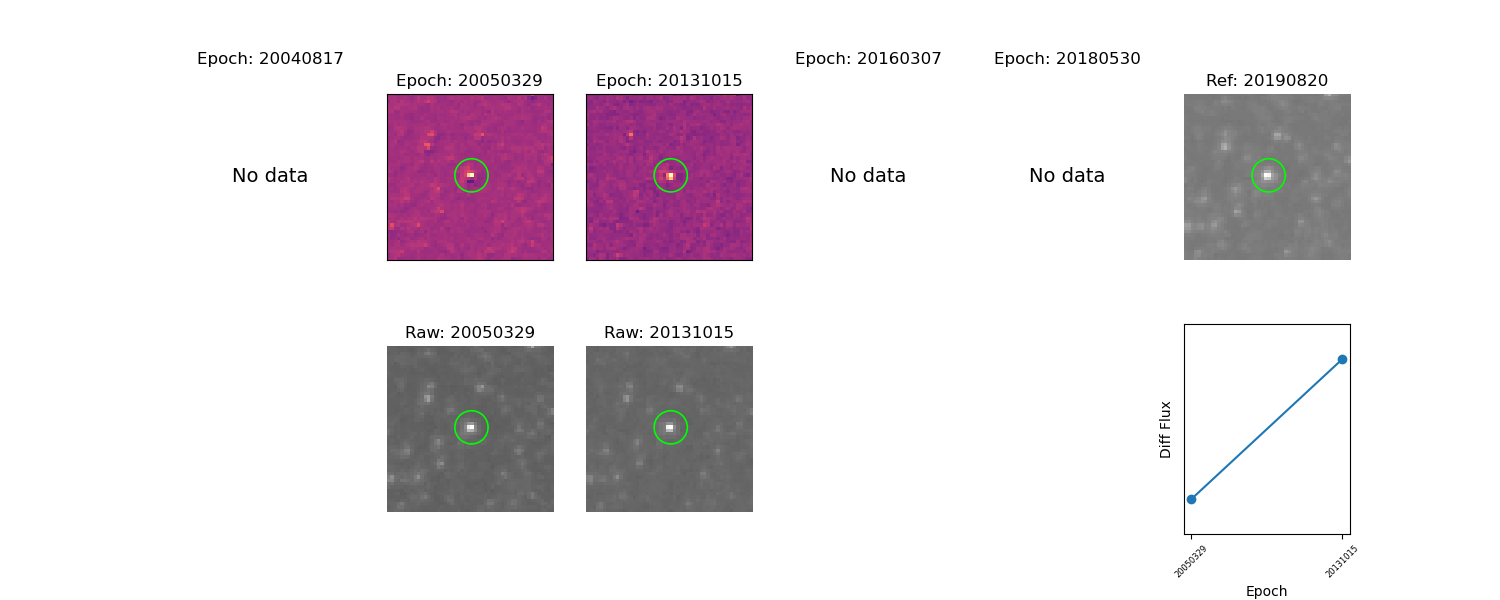 Epoch: 20040817
Epoch: 20050329
Epoch: 20131015
Epoch: 20160307
Epoch: 20180530
Ref: 20190820
No data
No data
No data
Raw: 20050329
Raw: 20131015
Diff Flux
20050329
20131015
Epoch